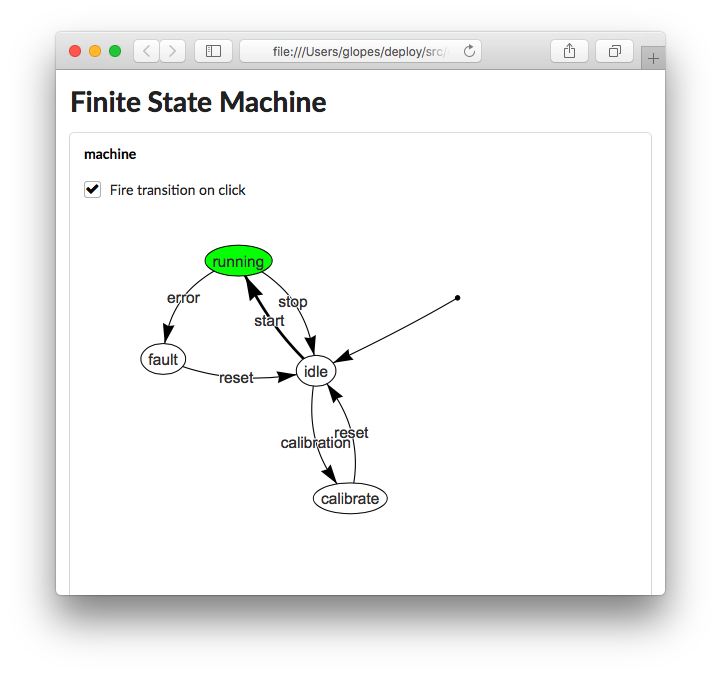 file:///Users/glopes/deploy/src/
Finite State Machine
machine
Fire transition on click
running
error
stop
start
fault
idle
reset
reset
calibration
calibrate